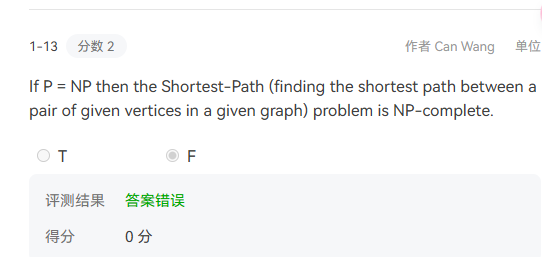 1-13 分数 2 作者 Can Wang 单位
If P = NP then the Shortest-Path (finding the shortest path between a
pair of given vertices in a given graph) problem is NP-complete.
T F
评测结果 答案错误
得分 0 分